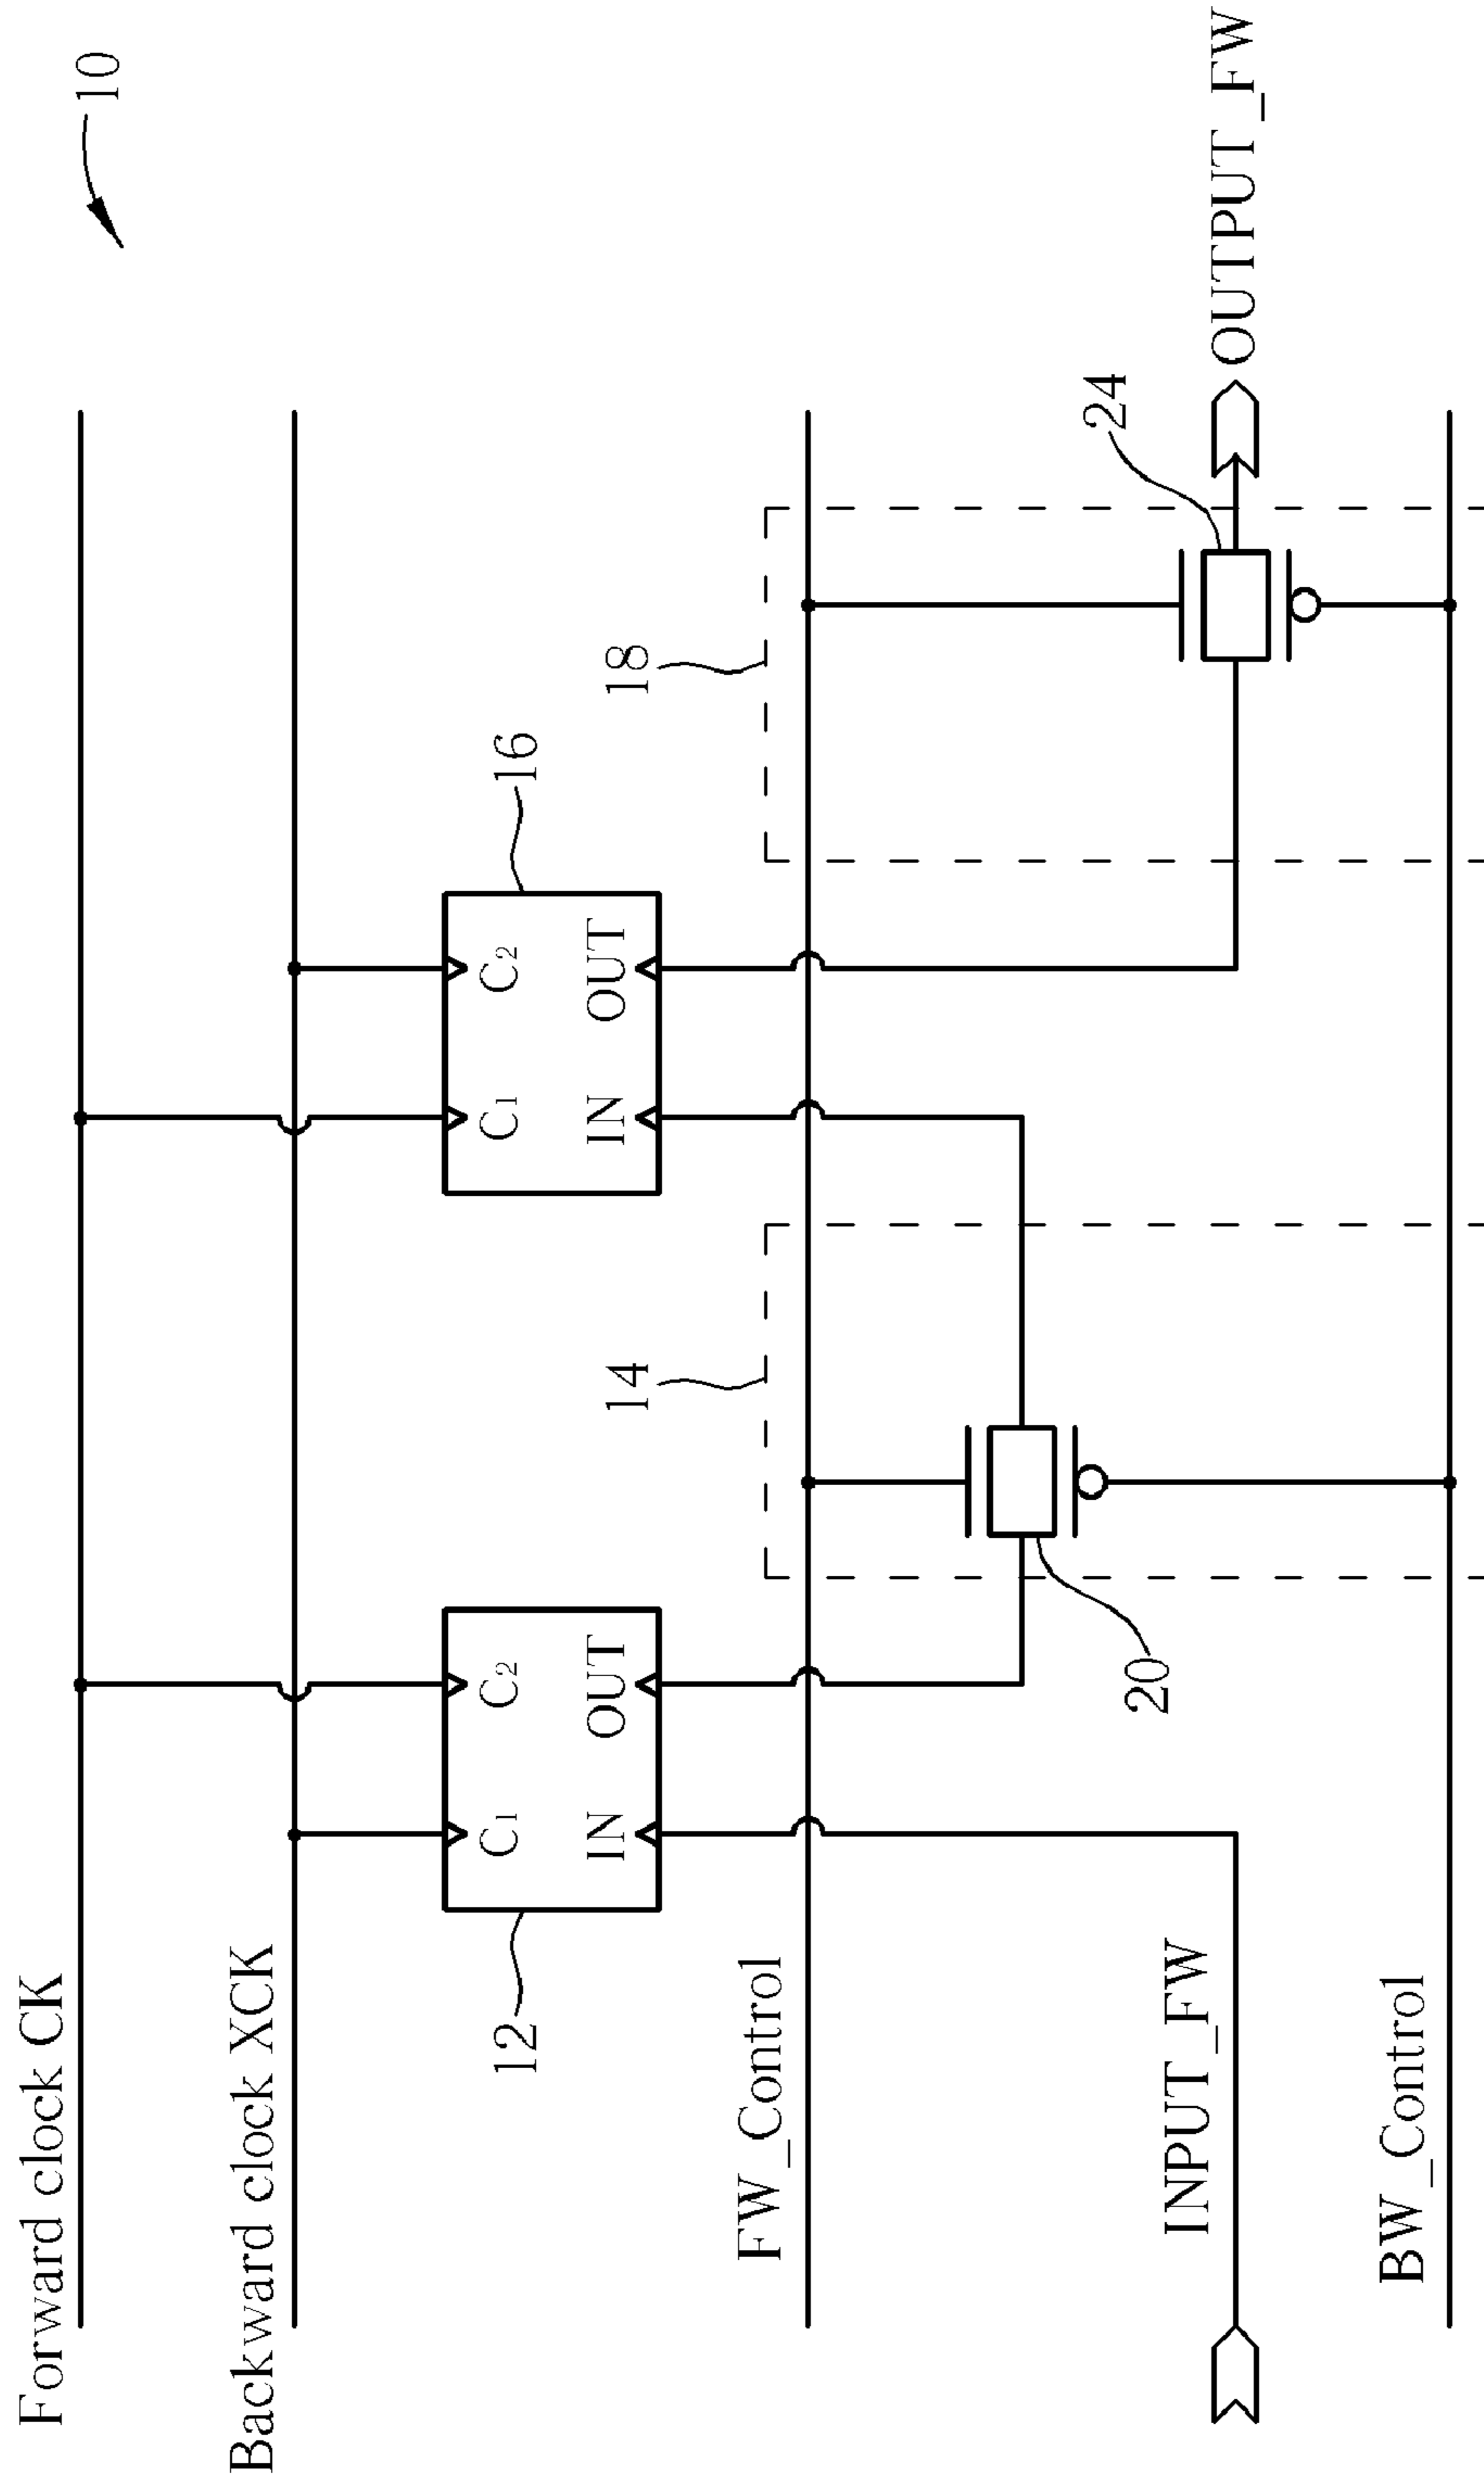 10
Forward clock CK
Backward clock XCK
C1 C2
IN OUT
12
C1 C2
IN OUT
16
14
18
FW_Control
20
24
INPUT_FW
OUTPUT_FW
BW_Control